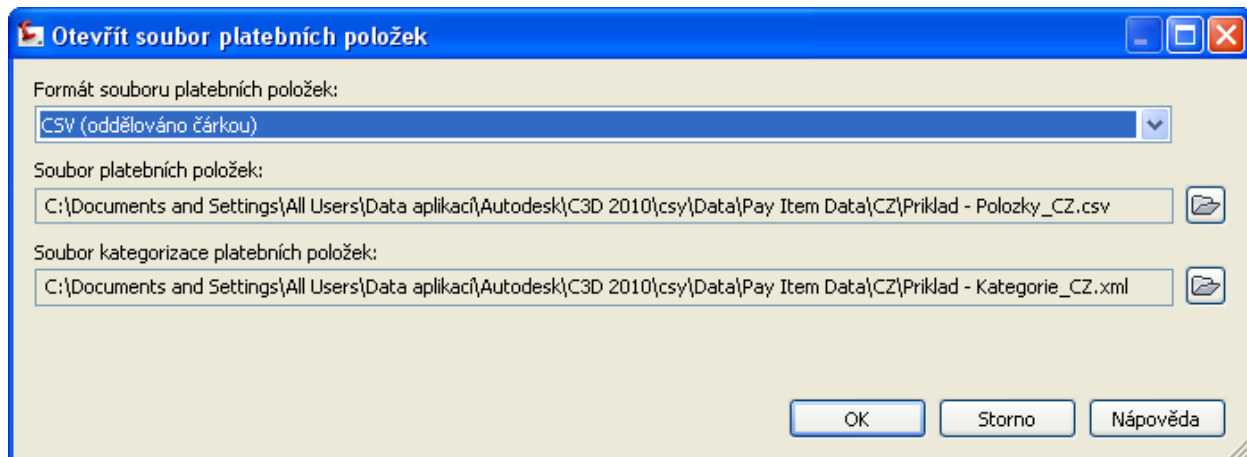 Otevřít soubor platebních položek
Formát souboru platebních položek:
CSV (oddělováno čárkou)
Soubor platebních položek:
C:\Documents and Settings\All Users\Data aplikací\Autodesk\C3D 2010\csy\Data\Pay Item Data\CZ\Priklad - Polozky_CZ.csv
Soubor kategorizace platebních položek:
C:\Documents and Settings\All Users\Data aplikací\Autodesk\C3D 2010\csy\Data\Pay Item Data\CZ\Priklad - Kategorie_CZ.xml
OK Storno Nápověda